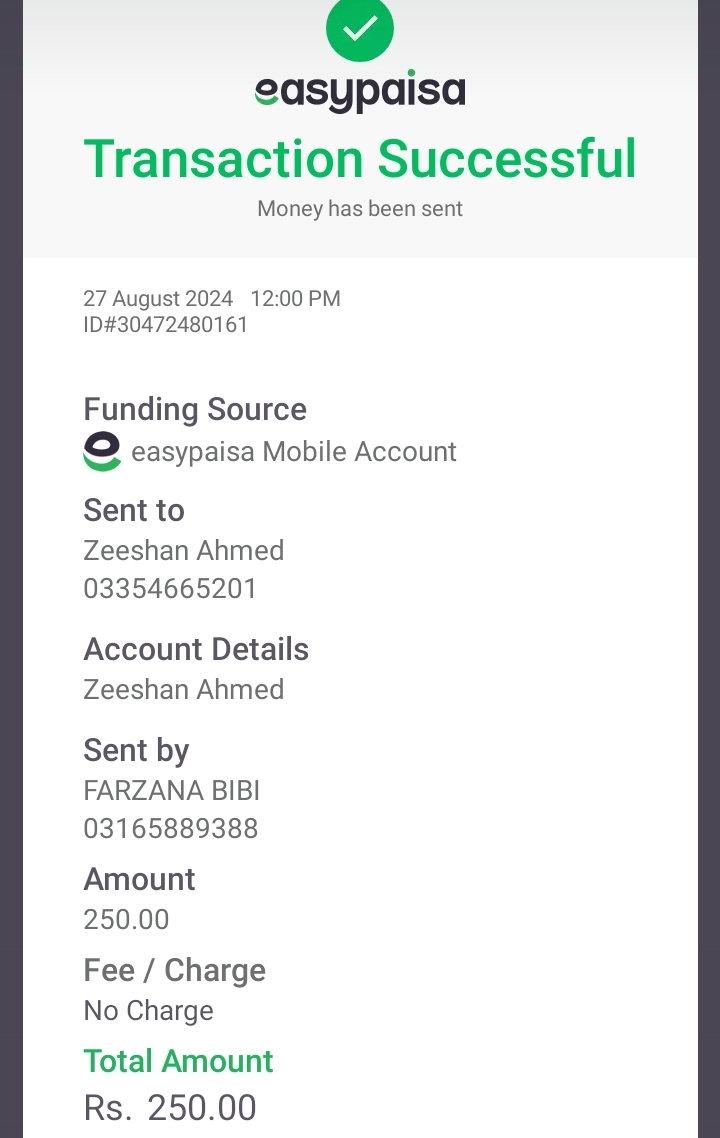 easypaisa
Transaction Successful
Money has been sent
27 August 2024 12:00 PM
ID#30472480161
Funding Source
easypaisa Mobile Account
Sent to
Zeeshan Ahmed
03354665201
Account Details
Zeeshan Ahmed
Sent by
FARZANA BIBI
03165889388
Amount
250.00
Fee / Charge
No Charge
Total Amount
Rs. 250.00